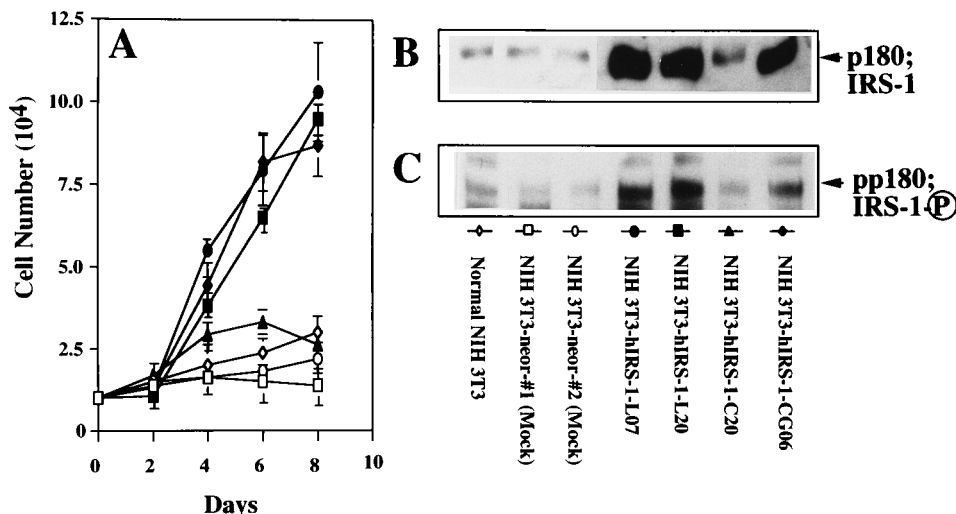 A
12.5
10.0
7.5
5.0
2.5
0
Cell Number (10⁴)
0 2 4 6 8 10
Days
B
p180;
IRS-1
C
pp180;
IRS-1-P
Normal NIH 3T3
NIH 3T3-neor-#1 (Mock)
NIH 3T3-neor-#2 (Mock)
NIH 3T3-hIRS-1-L07
NIH 3T3-hIRS-1-L20
NIH 3T3-hIRS-1-C20
NIH 3T3-hIRS-1-CG06